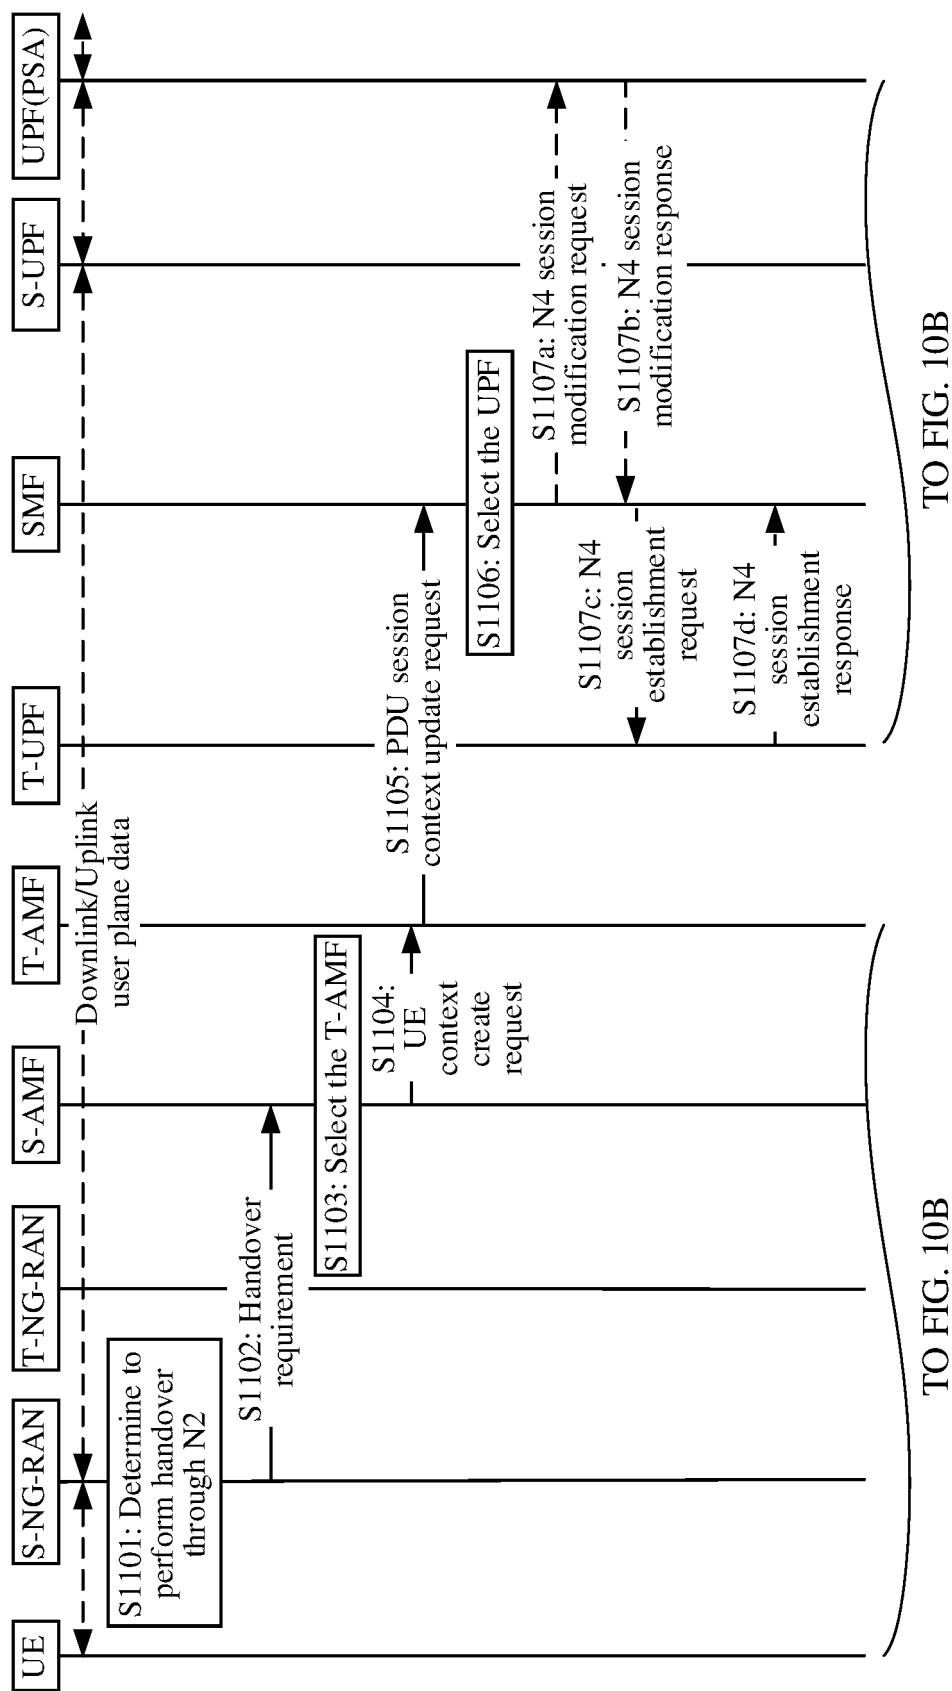 UE
S-NG-RAN
T-NG-RAN
S-AMF
T-AMF
T-UPF
SMF
S-UPF
UPF(PSA)
Downlink/Uplink
user plane data
S1101: Determine to
perform handover
through N2
S1102: Handover
requirement
S1103: Select the T-AMF
S1104:
UE
context
create
request
S1105: PDU session
context update request
S1106: Select the UPF
S1107a: N4 session
modification request
S1107b: N4 session
modification response
S1107c: N4
session
establishment
request
S1107d: N4
session
establishment
response
TO FIG. 10B
TO FIG. 10B